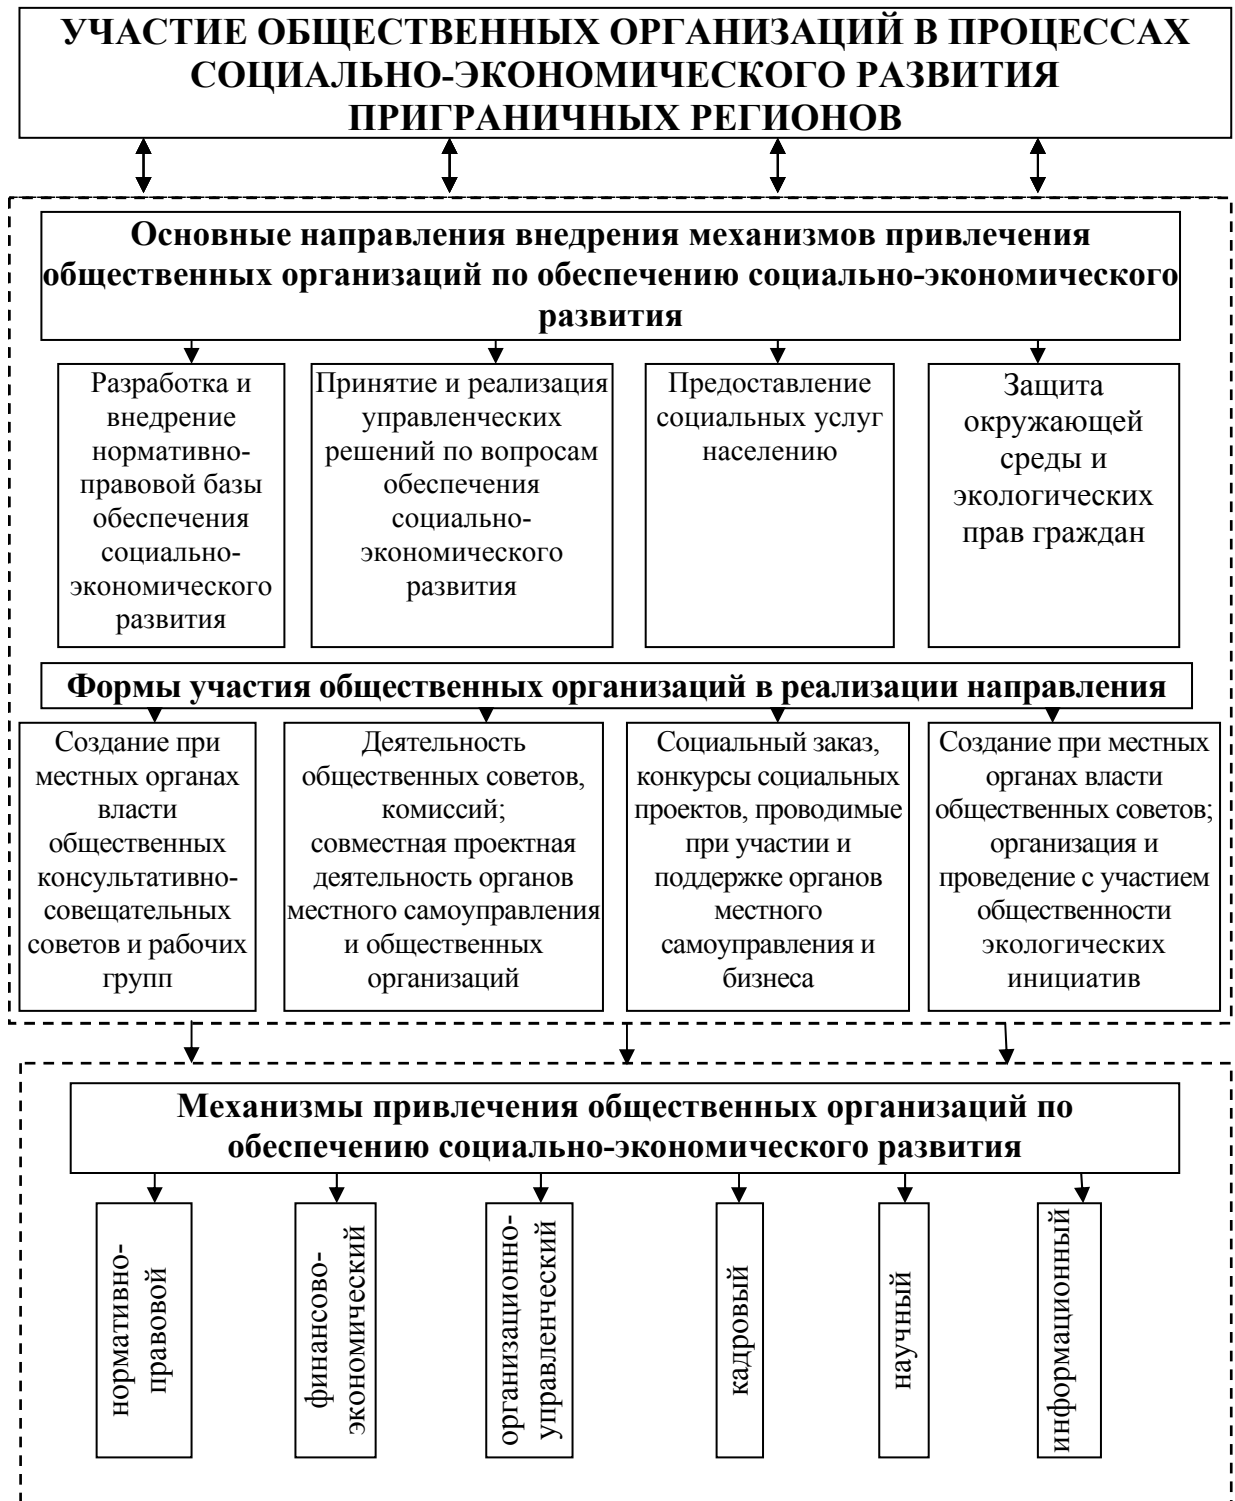 УЧАСТИЕ ОБЩЕСТВЕННЫХ ОРГАНИЗАЦИЙ В ПРОЦЕССАХ
СОЦИАЛЬНО-ЭКОНОМИЧЕСКОГО РАЗВИТИЯ
ПРИГРАНИЧНЫХ РЕГИОНОВ
Основные направления внедрения механизмов привлечения
общественных организаций по обеспечению социально-экономического
развития
Разработка и
внедрение
нормативно-
правовой базы
обеспечения
социально-
экономического
развития
Принятие и реализация
управленческих
решений по вопросам
обеспечения
социально-
экономического
развития
Предоставление
социальных услуг
населению
Защита
окружающей
среды и
экологических
прав граждан
Формы участия общественных организаций в реализации направления
Создание при
местных органах
власти
общественных
консультативно-
совещательных
советов и рабочих
групп
Деятельность
общественных советов,
комиссий;
совместная проектная
деятельность органов
местного самоуправления
и общественных
организаций
Социальный заказ,
конкурсы социальных
проектов, проводимые
при участии и
поддержке органов
местного
самоуправления и
бизнеса
Создание при местных
органах власти
общественных советов;
организация и
проведение с участием
общественности
экологических
инициатив
Механизмы привлечения общественных организаций по
обеспечению социально-экономического развития
нормативно-
правовой
финансово-
экономический
организационно-
управленческий
кадровый
научный
информационный